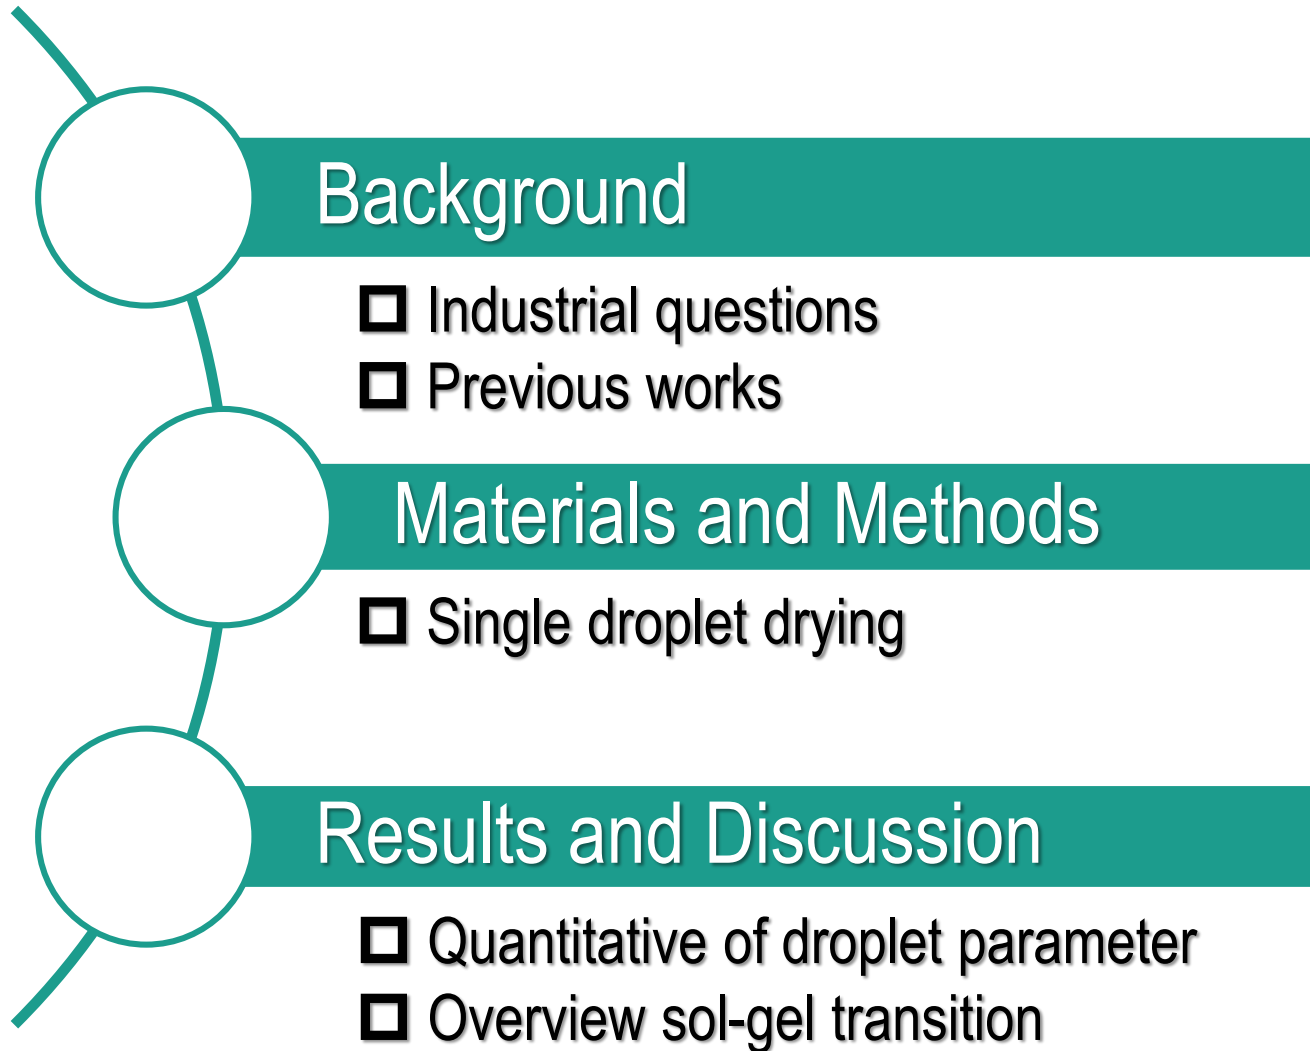 Background
Industrial questions
Previous works
Materials and Methods
Single droplet drying
Results and Discussion
Quantitative of droplet parameter
Overview sol-gel transition